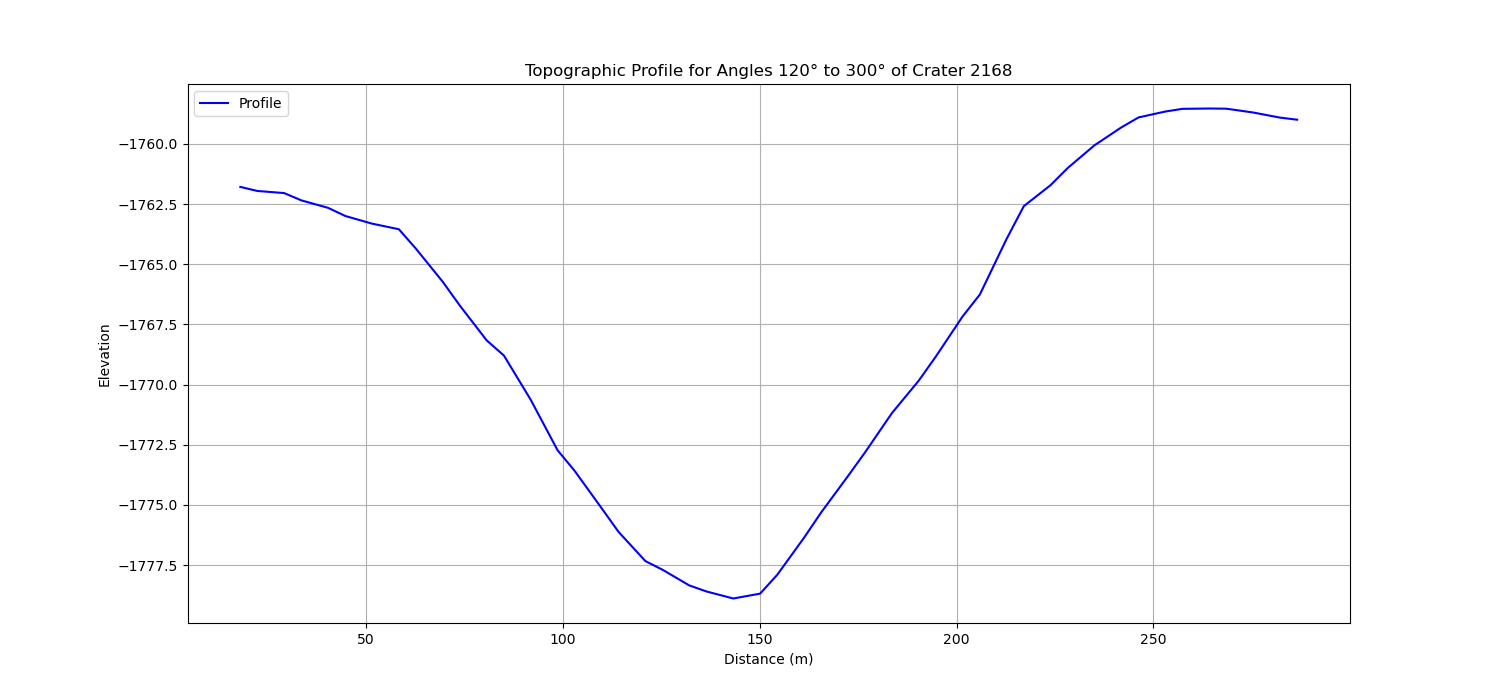 Topographic Profile for Angles 120° to 300° of Crater 2168
Profile
−1760.0
−1762.5
−1765.0
−1767.5
−1770.0
−1772.5
−1775.0
−1777.5
Elevation
50 100 150 200 250
Distance (m)